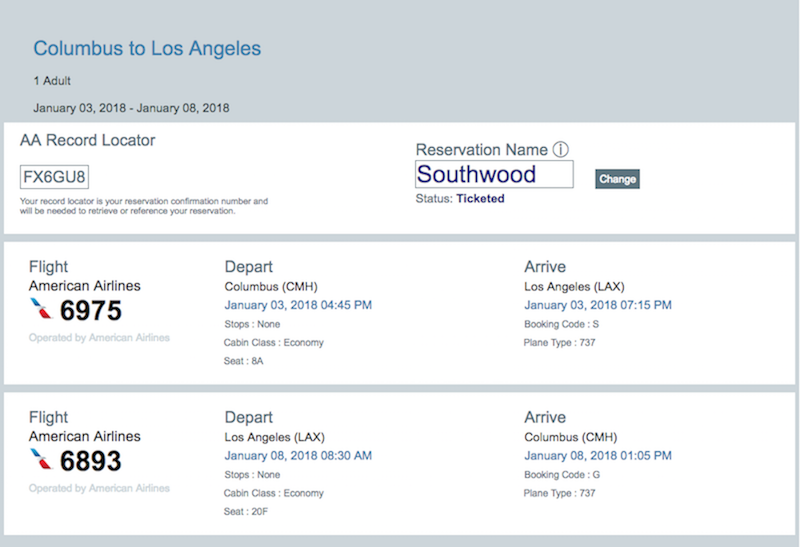 Columbus to Los Angeles
1 Adult
January 03, 2018 - January 08, 2018
AA Record Locator
FX6GU8
Your record locator is your reservation confirmation number and
will be needed to retrieve or reference your reservation.
Reservation Name ⓘ
Southwood
Change
Status: Ticketed
Flight
American Airlines
6975
Operated by American Airlines
Depart
Columbus (CMH)
January 03, 2018 04:45 PM
Stops : None
Cabin Class : Economy
Seat : 8A
Arrive
Los Angeles (LAX)
January 03, 2018 07:15 PM
Booking Code : S
Plane Type : 737
Flight
American Airlines
6893
Operated by American Airlines
Depart
Los Angeles (LAX)
January 08, 2018 08:30 AM
Stops : None
Cabin Class : Economy
Seat : 20F
Arrive
Columbus (CMH)
January 08, 2018 01:05 PM
Booking Code : G
Plane Type : 737